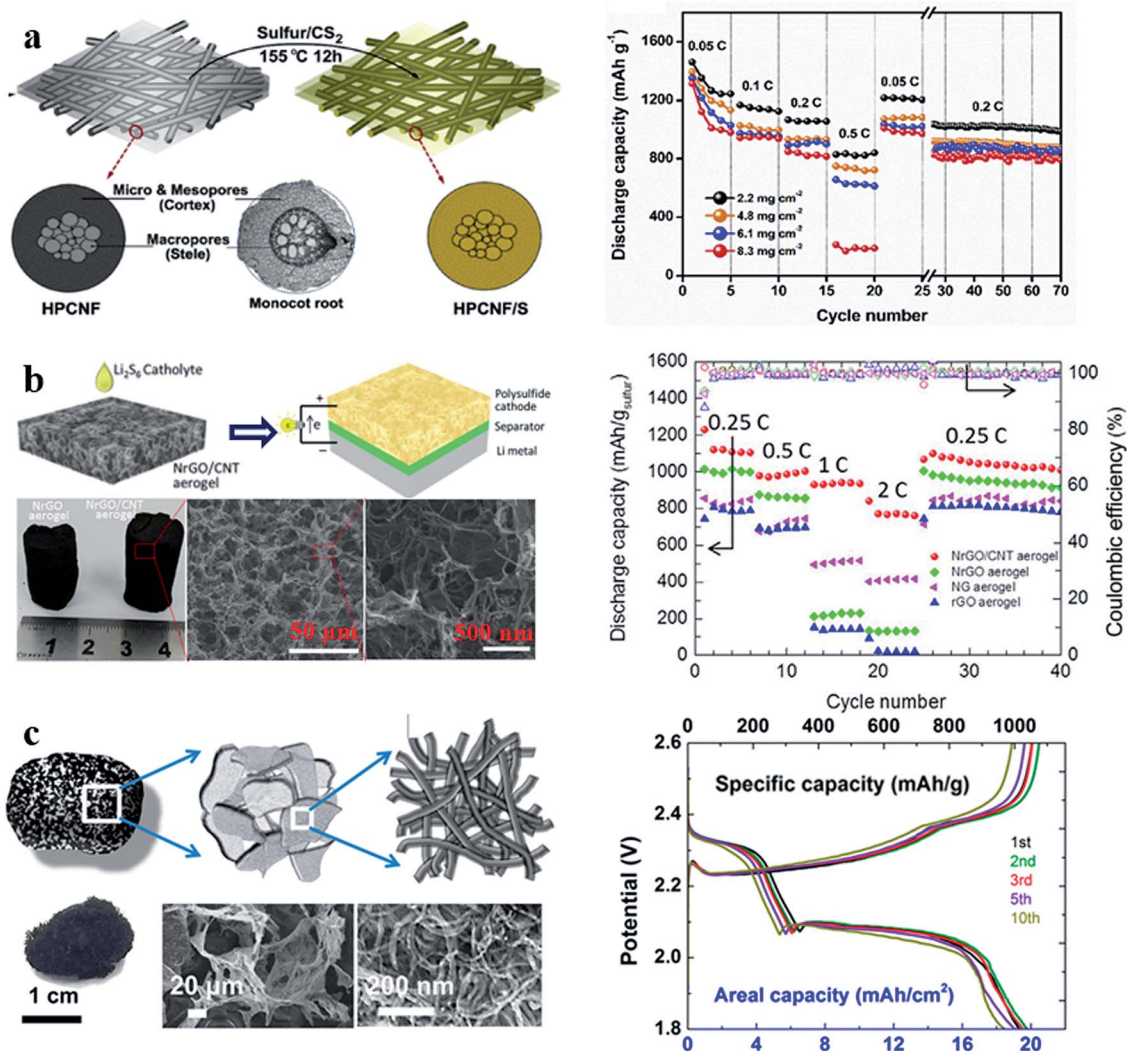 a
Sulfur/CS₂
155 °C 12h
Micro & Mesopores
(Cortex)
Macropores
(Stele)
HPCNF
Monocot root
HPCNF/S
Discharge capacity (mAh g⁻¹)
1600
1200
800
400
0
0.05 C
0.1 C
0.2 C
0.5 C
0.05 C
0.2 C
2.2 mg cm⁻²
4.8 mg cm⁻²
6.1 mg cm⁻²
8.3 mg cm⁻²
0 5 10 15 20 25 30 40 50 60 70
Cycle number
b
Li₂S₆ Catholyte
NrGO/CNT
aerogel
+
e
−
Polysulfide
cathode
Separator
Li metal
NrGO
aerogel
NrGO/CNT
aerogel
1 2 3 4
50 µm
500 nm
Discharge capacity (mAh/g sulfur)
1600
1400
1200
1000
800
600
400
200
0
0.25 C
0.5 C
1 C
2 C
0.25 C
NrGO/CNT aerogel
NrGO aerogel
NG aerogel
rGO aerogel
100
80
60
40
20
0
Coulombic efficiency (%)
0 10 20 30 40
Cycle number
c
1 cm
20 µm
200 nm
0 200 400 600 800 1000
Specific capacity (mAh/g)
Potential (V)
2.6
2.4
2.2
2.0
1.8
1st
2nd
3rd
5th
10th
Areal capacity (mAh/cm²)
0 4 8 12 16 20